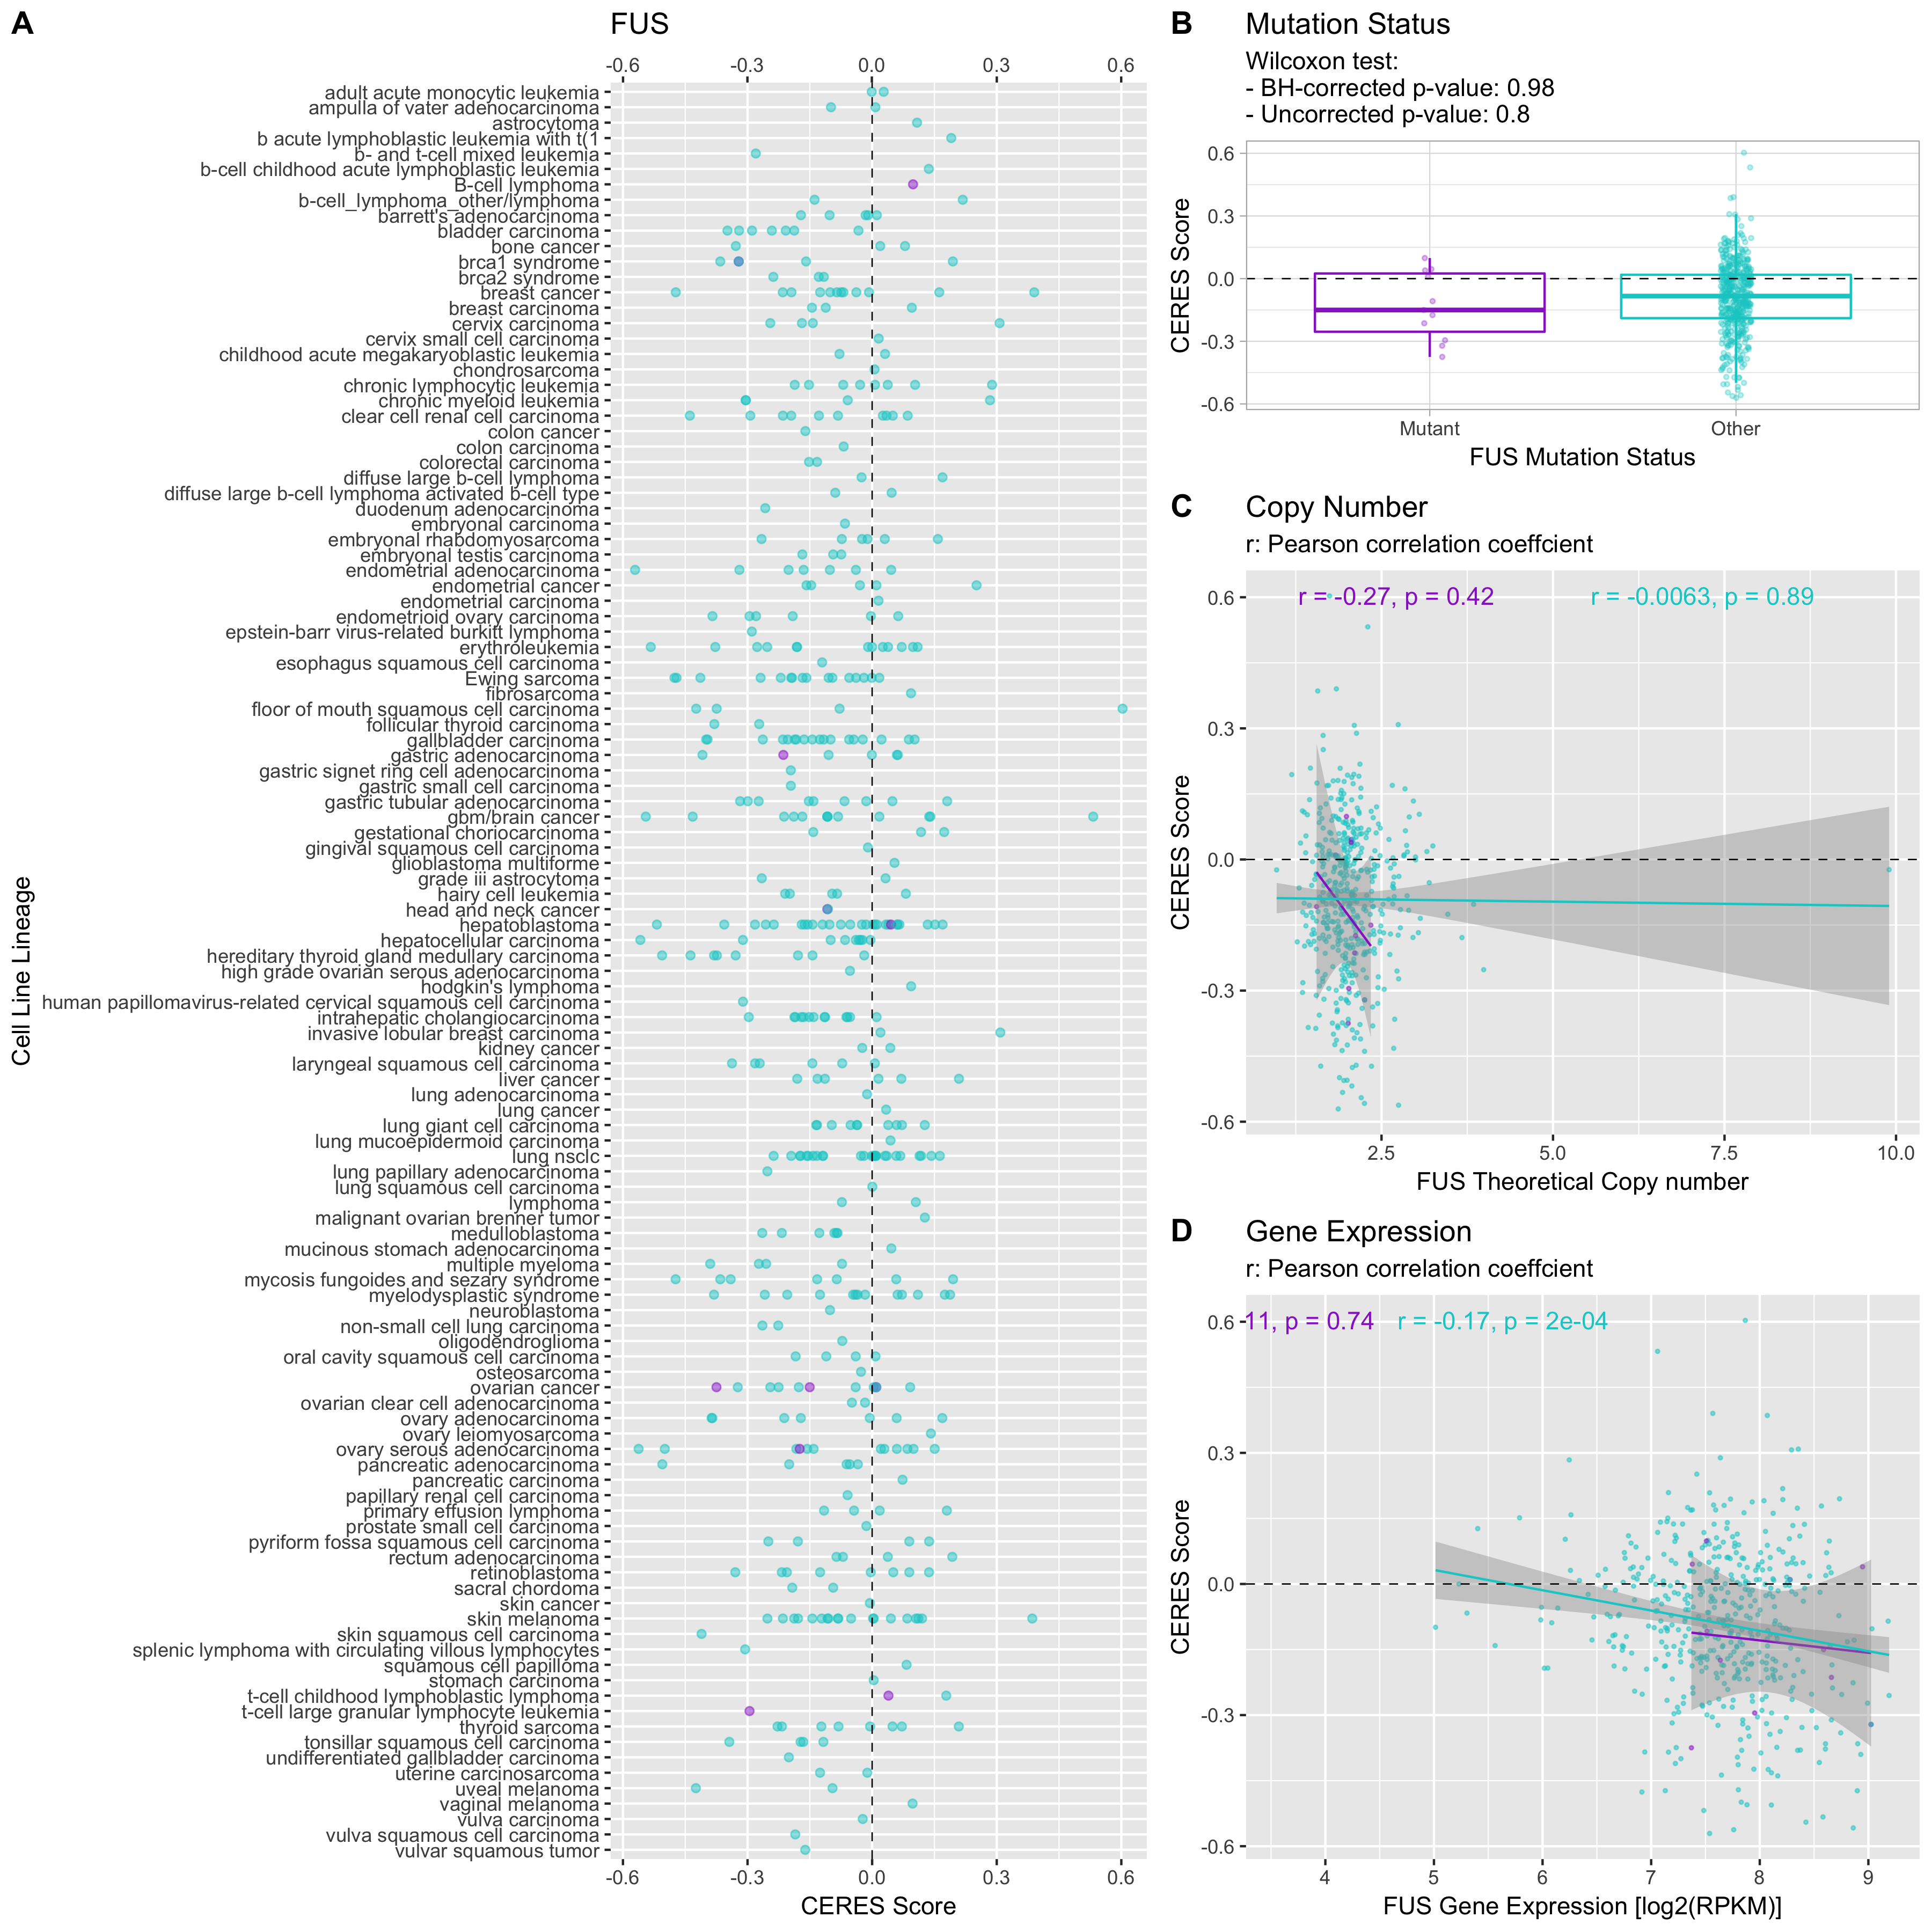 A
FUS
-0.6 -0.3 0.0 0.3 0.6
adult acute monocytic leukemia
ampulla of vater adenocarcinoma
astrocytoma
b acute lymphoblastic leukemia with t(1
b- and t-cell mixed leukemia
b-cell childhood acute lymphoblastic leukemia
B-cell lymphoma
b-cell_lymphoma_other/lymphoma
barrett's adenocarcinoma
bladder carcinoma
bone cancer
brca1 syndrome
brca2 syndrome
breast cancer
breast carcinoma
cervix carcinoma
cervix small cell carcinoma
childhood acute megakaryoblastic leukemia
chondrosarcoma
chronic lymphocytic leukemia
chronic myeloid leukemia
clear cell renal cell carcinoma
colon cancer
colon carcinoma
colorectal carcinoma
diffuse large b-cell lymphoma
diffuse large b-cell lymphoma activated b-cell type
duodenum adenocarcinoma
embryonal carcinoma
embryonal rhabdomyosarcoma
embryonal testis carcinoma
endometrial adenocarcinoma
endometrial cancer
endometrial carcinoma
endometrioid ovary carcinoma
epstein-barr virus-related burkitt lymphoma
erythroleukemia
esophagus squamous cell carcinoma
Ewing sarcoma
fibrosarcoma
floor of mouth squamous cell carcinoma
follicular thyroid carcinoma
gallbladder carcinoma
gastric adenocarcinoma
gastric signet ring cell adenocarcinoma
gastric small cell carcinoma
gastric tubular adenocarcinoma
gbm/brain cancer
gestational choriocarcinoma
gingival squamous cell carcinoma
glioblastoma multiforme
grade iii astrocytoma
hairy cell leukemia
head and neck cancer
hepatoblastoma
hepatocellular carcinoma
hereditary thyroid gland medullary carcinoma
high grade ovarian serous adenocarcinoma
hodgkin's lymphoma
human papillomavirus-related cervical squamous cell carcinoma
intrahepatic cholangiocarcinoma
invasive lobular breast carcinoma
kidney cancer
laryngeal squamous cell carcinoma
liver cancer
lung adenocarcinoma
lung cancer
lung giant cell carcinoma
lung mucoepidermoid carcinoma
lung nsclc
lung papillary adenocarcinoma
lung squamous cell carcinoma
lymphoma
malignant ovarian brenner tumor
medulloblastoma
mucinous stomach adenocarcinoma
multiple myeloma
mycosis fungoides and sezary syndrome
myelodysplastic syndrome
neuroblastoma
non-small cell lung carcinoma
oligodendroglioma
oral cavity squamous cell carcinoma
osteosarcoma
ovarian cancer
ovarian clear cell adenocarcinoma
ovary adenocarcinoma
ovary leiomyosarcoma
ovary serous adenocarcinoma
pancreatic adenocarcinoma
pancreatic carcinoma
papillary renal cell carcinoma
primary effusion lymphoma
prostate small cell carcinoma
pyriform fossa squamous cell carcinoma
rectum adenocarcinoma
retinoblastoma
sacral chordoma
skin cancer
skin melanoma
skin squamous cell carcinoma
splenic lymphoma with circulating villous lymphocytes
squamous cell papilloma
stomach carcinoma
t-cell childhood lymphoblastic lymphoma
t-cell large granular lymphocyte leukemia
thyroid sarcoma
tonsillar squamous cell carcinoma
undifferentiated gallbladder carcinoma
uterine carcinosarcoma
uveal melanoma
vaginal melanoma
vulva carcinoma
vulva squamous cell carcinoma
vulvar squamous tumor
-0.6 -0.3 0.0 0.3 0.6
CERES Score
Cell Line Lineage
B
Mutation Status
Wilcoxon test:
- BH-corrected p-value: 0.98
- Uncorrected p-value: 0.8
0.6
0.3
0.0
-0.3
-0.6
CERES Score
Mutant Other
FUS Mutation Status
C
Copy Number
r: Pearson correlation coeffcient
r = -0.27, p = 0.42 r = -0.0063, p = 0.89
0.6
0.3
0.0
-0.3
-0.6
CERES Score
2.5 5.0 7.5 10.0
FUS Theoretical Copy number
D
Gene Expression
r: Pearson correlation coeffcient
11, p = 0.74 r = -0.17, p = 2e-04
0.6
0.3
0.0
-0.3
-0.6
CERES Score
4 5 6 7 8 9
FUS Gene Expression [log2(RPKM)]